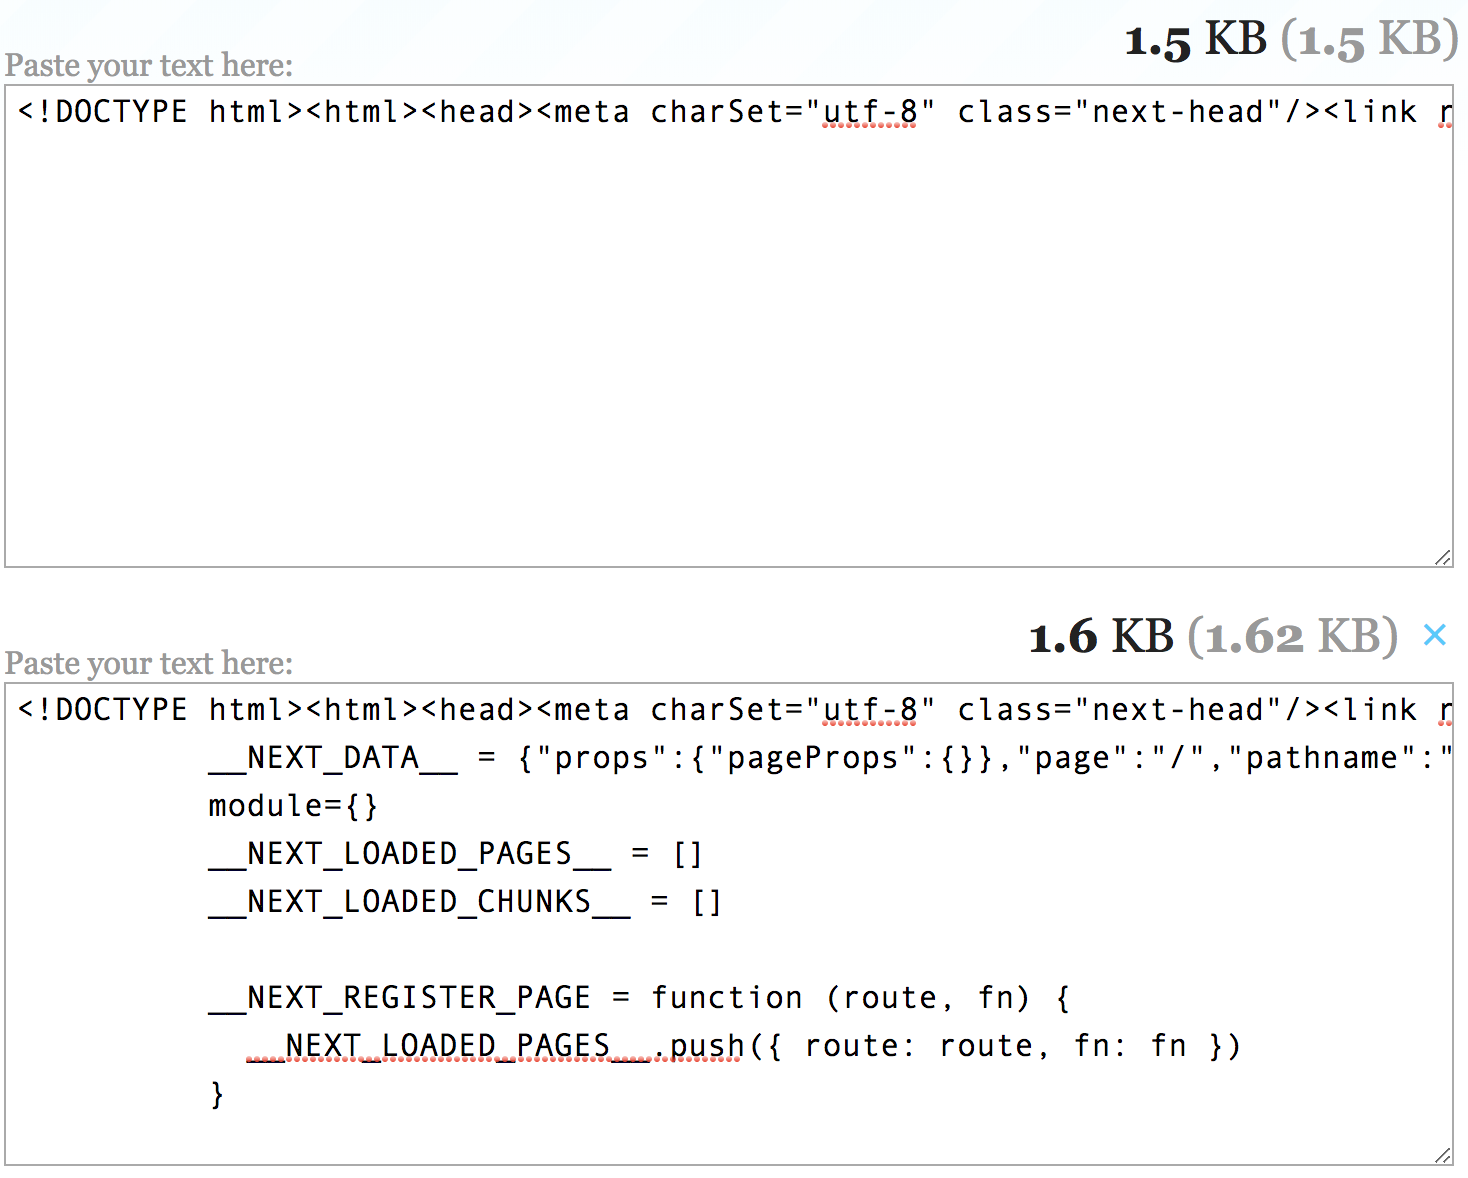 1.5 KB (1.5 KB)
Paste your text here:
<!DOCTYPE html><html><head><meta charSet="utf-8" class="next-head"/><link r
1.6 KB (1.62 KB) ×
Paste your text here:
<!DOCTYPE html><html><head><meta charSet="utf-8" class="next-head"/><link r
__NEXT_DATA__ = {"props":{"pageProps":{}},"page":"/","pathname":"
module={}
__NEXT_LOADED_PAGES__ = []
__NEXT_LOADED_CHUNKS__ = []
__NEXT_REGISTER_PAGE = function (route, fn) {
__NEXT_LOADED_PAGES__.push({ route: route, fn: fn })
}